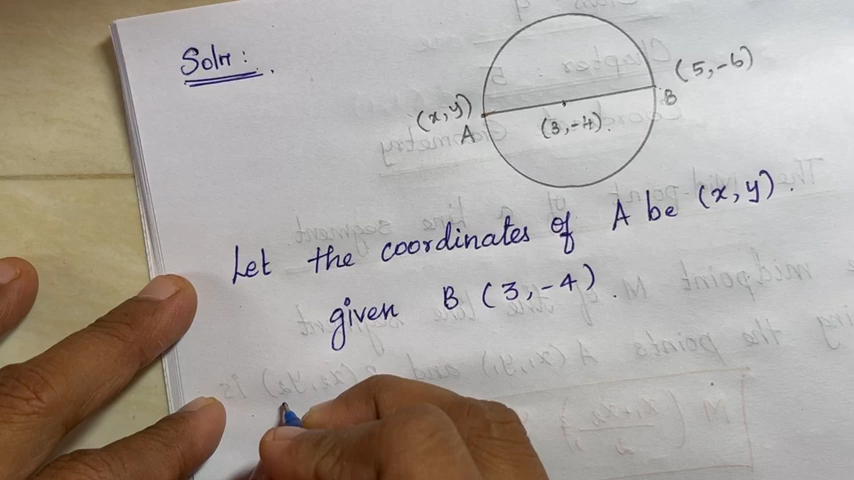 Soln :
(5,-6)
(x,y)
B
A
(3,-4).
Let the coordinates of A be (x, y).
given B (3, -4).